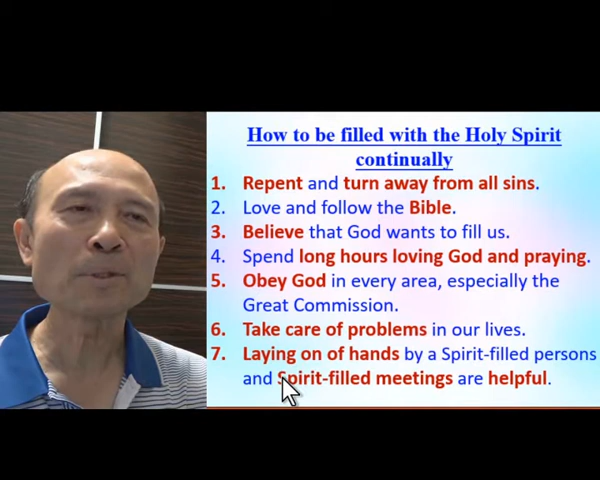 How to be filled with the Holy Spirit
continually
1. Repent and turn away from all sins.
2. Love and follow the Bible.
3. Believe that God wants to fill us.
4. Spend long hours loving God and praying.
5. Obey God in every area, especially the
Great Commission.
6. Take care of problems in our lives.
7. Laying on of hands by a Spirit-filled persons
and Spirit-filled meetings are helpful.